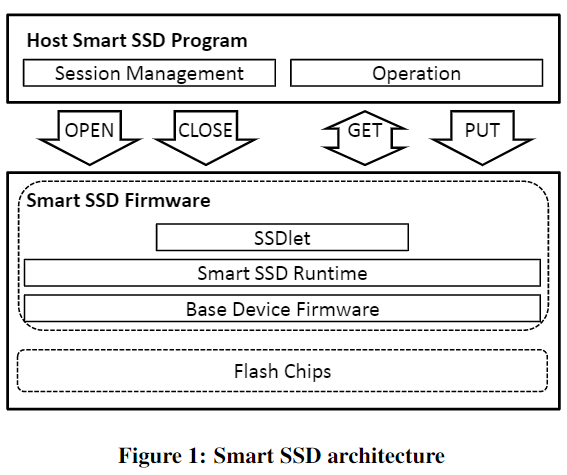 Host Smart SSD Program
Session Management
Operation
OPEN
CLOSE
GET
PUT
Smart SSD Firmware
SSDlet
Smart SSD Runtime
Base Device Firmware
Flash Chips
Figure 1: Smart SSD architecture